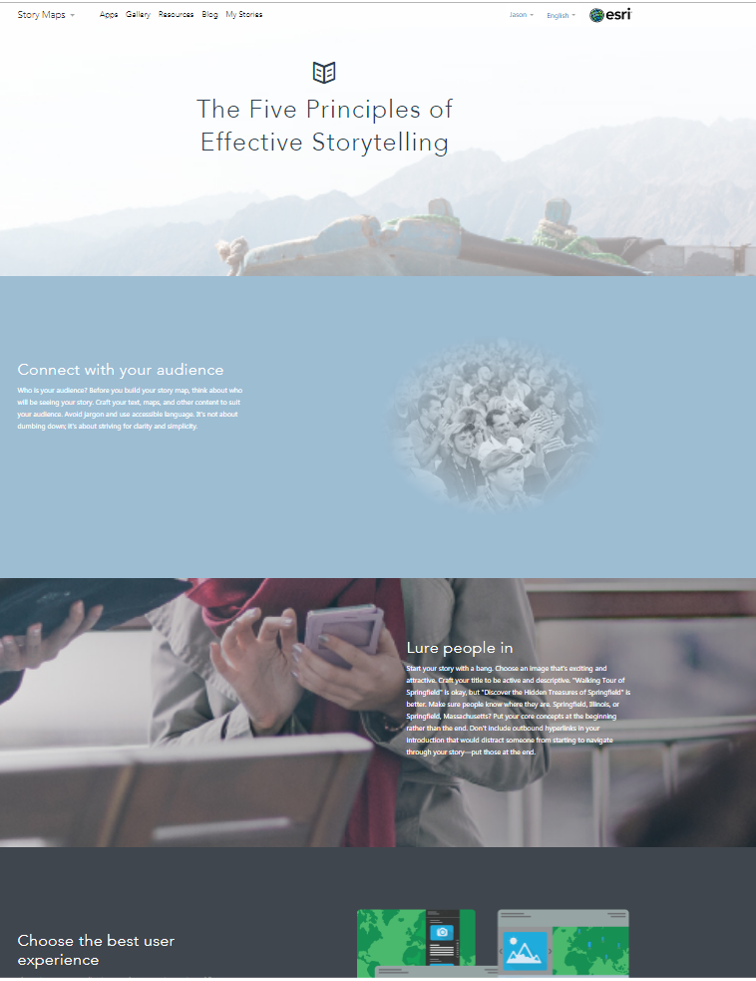 Story Maps
Apps Gallery Resources Blog My Stories
Jason English esri
The Five Principles of
Effective Storytelling
Connect with your audience
Who is your audience? Before you build your story map, think about who
will be seeing your story. Craft your text, maps, and other content to suit
your audience. Avoid jargon and use accessible language. It's not about
dumbing down; it's about striving for clarity and simplicity.
Lure people in
Start your story with a bang. Choose an image that's exciting and
attractive. Craft your title to be active and descriptive. "Walking Tour of
Springfield" is okay, but "Discover the Hidden Treasures of Springfield" is
better. Make sure people know where they are. Springfield, Illinois, or
Springfield, Massachusetts? Put your core concepts at the beginning
rather than the end. Don't include outbound hyperlinks in your
introduction that would distract someone from starting to navigate
through your story—put those at the end.
Choose the best user
experience